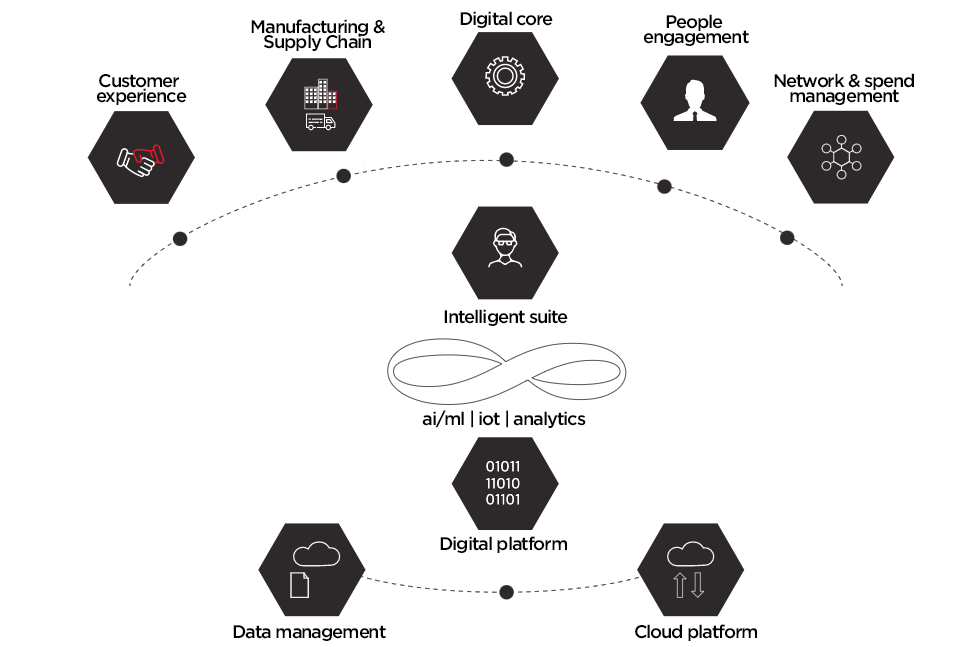 Digital core
Manufacturing &
Supply Chain
People
engagement
Customer
experience
Network & spend
management
Intelligent suite
ai/ml | iot | analytics
01011
11010
01101
Digital platform
Data management
Cloud platform